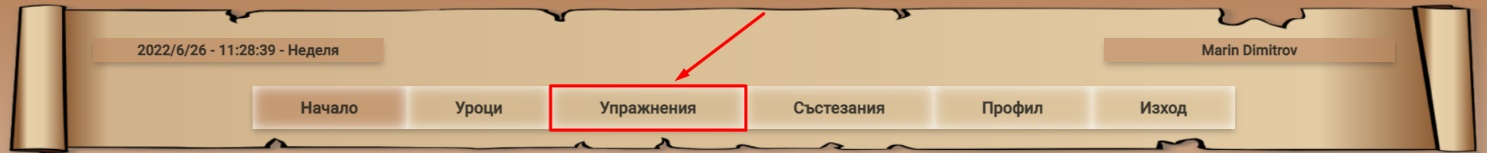 2022/6/26 - 11:28:39 - Неделя
Marin Dimitrov
Начало Уроци Упражнения Състезания Профил Изход